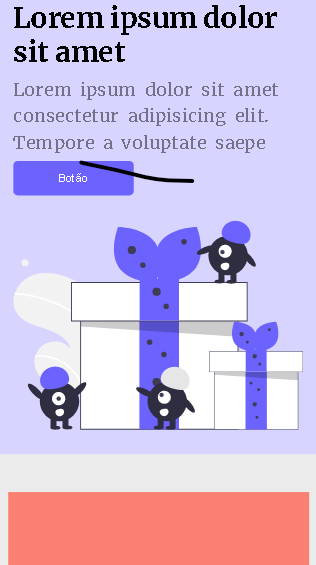 Lorem ipsum dolor
sit amet
Lorem ipsum dolor sit amet
consectetur adipisicing elit.
Tempore a voluptate saepe
Botão